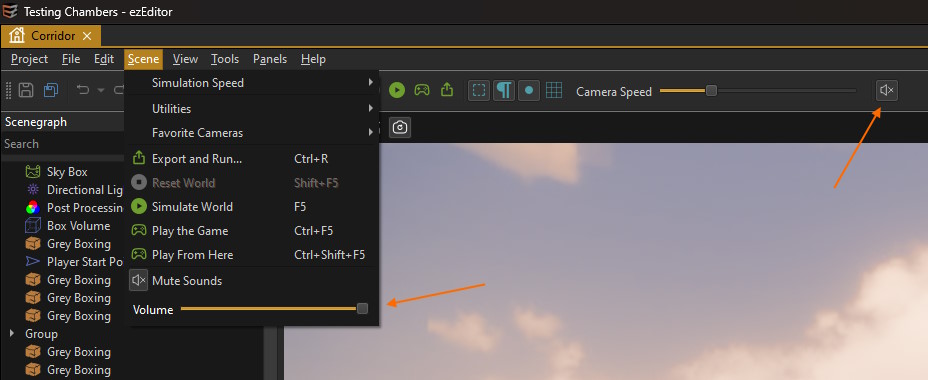 Testing Chambers - ezEditor
Corridor
Project File Edit Scene View Tools Panels Help
Camera Speed
Simulation Speed
Utilities
Favorite Cameras
Export and Run... Ctrl+R
Reset World Shift+F5
Simulate World F5
Play the Game Ctrl+F5
Play From Here Ctrl+Shift+F5
Mute Sounds
Volume
Scenegraph
Search
Sky Box
Directional Lig
Post Processin
Box Volume
Grey Boxing
Player Start Po
Grey Boxing
Grey Boxing
Grey Boxing
Group
Grey Boxing
Grey Boxing